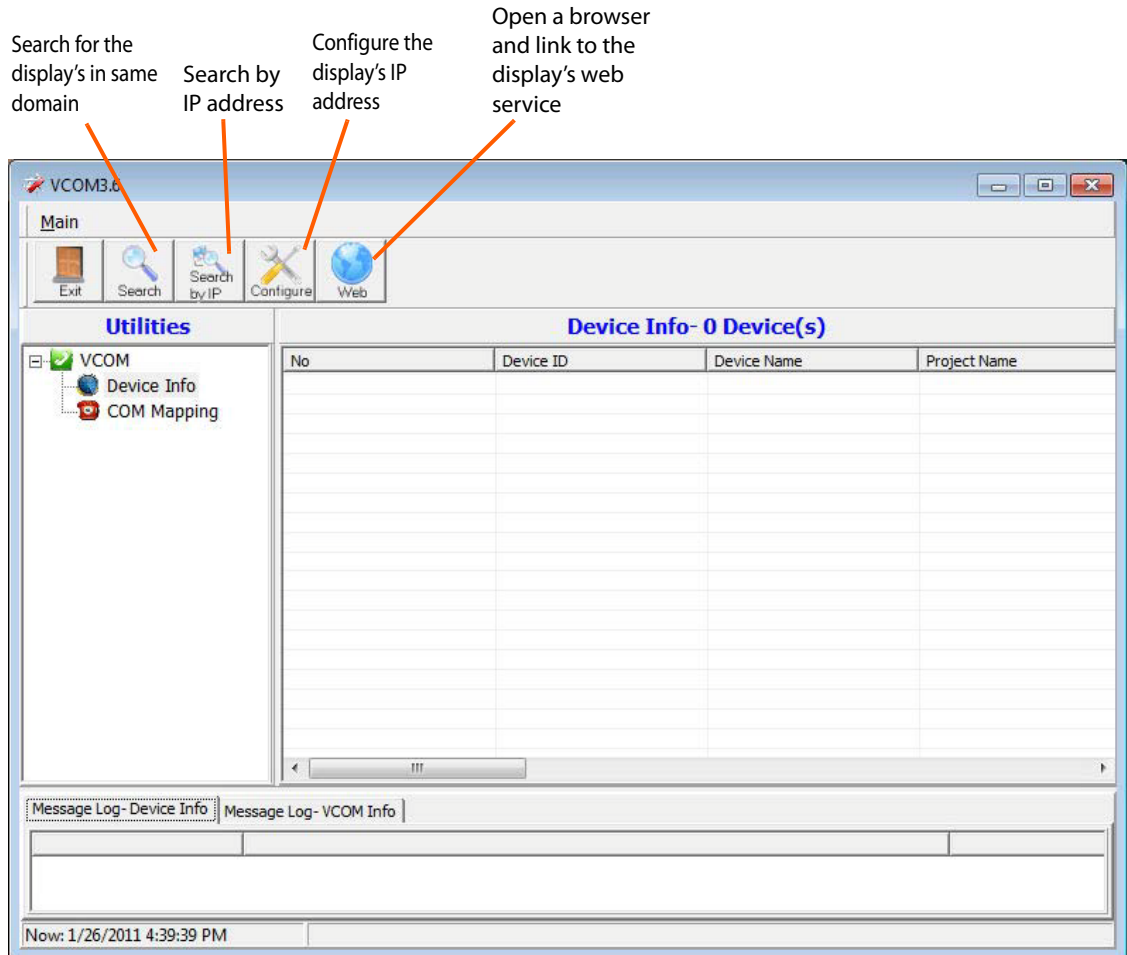 Search for the
display's in same
domain
Search by
IP address
Configure the
display's IP
address
Open a browser
and link to the
display's web
service
VCOM3.6
Main
Exit
Search
Search
by IP
Configure
Web
Utilities
Device Info- 0 Device(s)
VCOM
Device Info
COM Mapping
No Device ID Device Name Project Name
Message Log- Device Info Message Log- VCOM Info
Now: 1/26/2011 4:39:39 PM